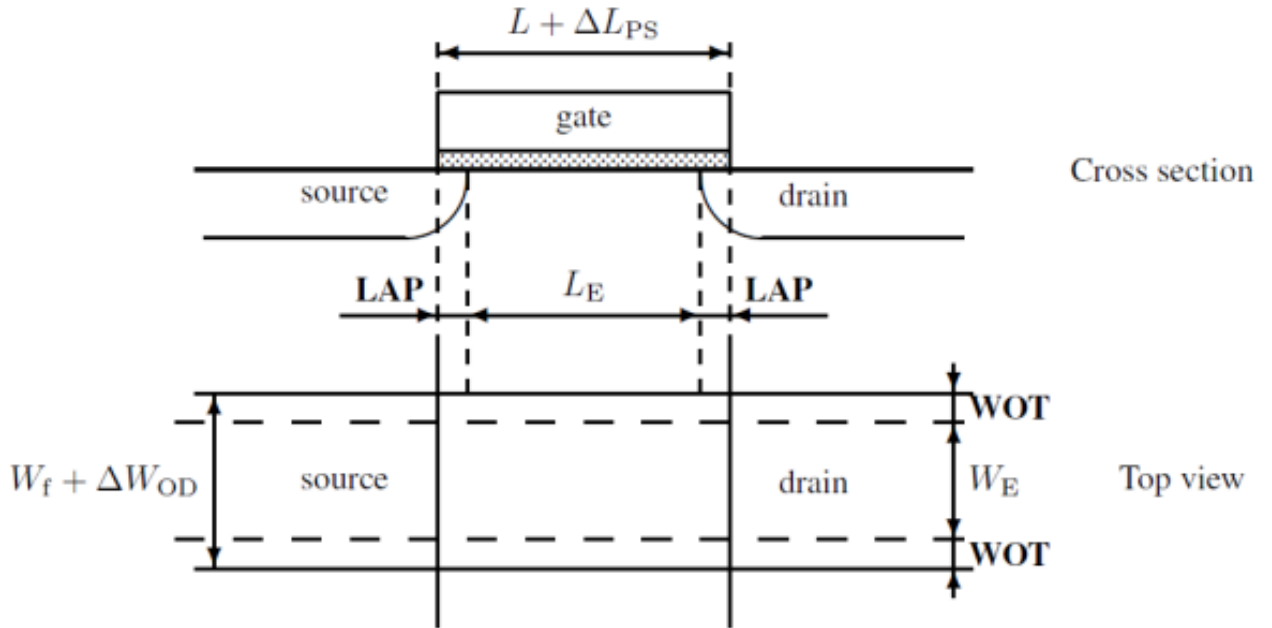 L + ΔL_PS
gate
source drain Cross section
LAP L_E LAP
WOT
W_f + ΔW_OD source drain W_E Top view
WOT